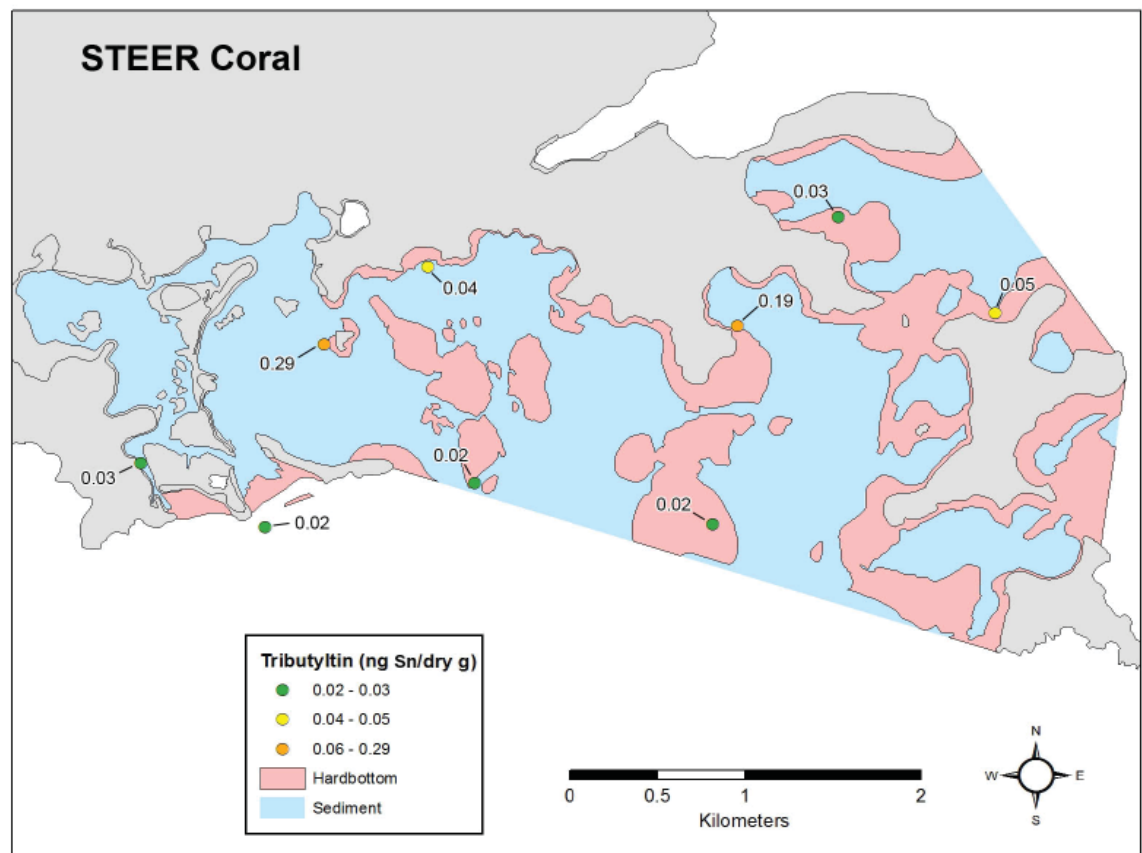 STEER Coral
0.03
0.04
0.05
0.19
0.29
0.03
0.02
0.02
0.02
Tributyltin (ng Sn/dry g)
0.02 - 0.03
0.04 - 0.05
0.06 - 0.29
Hardbottom
Sediment
0 0.5 1 2
Kilometers
N
W E
S